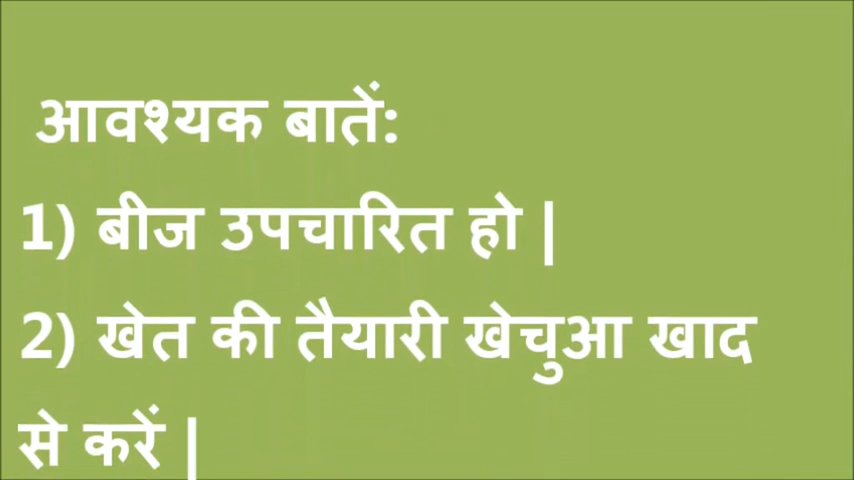 आवश्यक बातें:
1) बीज उपचारित हो |
2) खेत की तैयारी खेचुआ खाद
से करें |